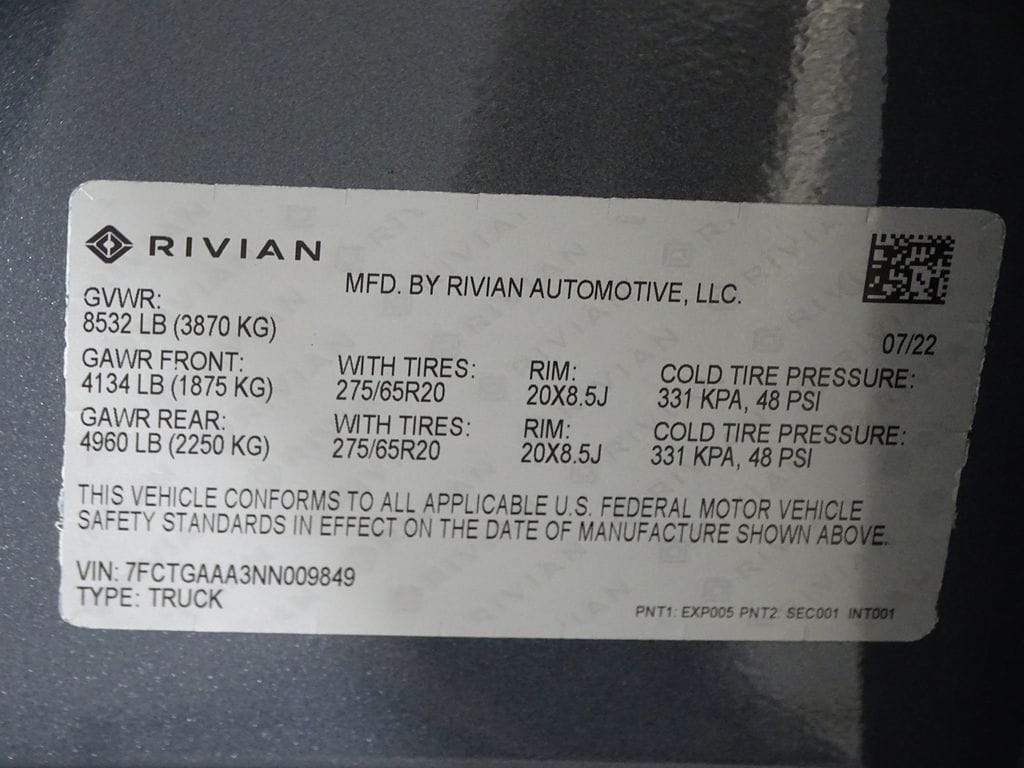 RIVIAN
MFD. BY RIVIAN AUTOMOTIVE, LLC.
GVWR:
8532 LB (3870 KG)
07/22
GAWR FRONT: WITH TIRES: RIM: COLD TIRE PRESSURE:
4134 LB (1875 KG) 275/65R20 20X8.5J 331 KPA, 48 PSI
GAWR REAR: WITH TIRES: RIM: COLD TIRE PRESSURE:
4960 LB (2250 KG) 275/65R20 20X8.5J 331 KPA, 48 PSI
THIS VEHICLE CONFORMS TO ALL APPLICABLE U.S. FEDERAL MOTOR VEHICLE
SAFETY STANDARDS IN EFFECT ON THE DATE OF MANUFACTURE SHOWN ABOVE.
VIN: 7FCTGAAA3NN009849
TYPE: TRUCK
PNT1: EXP005 PNT2: SEC001 INT001